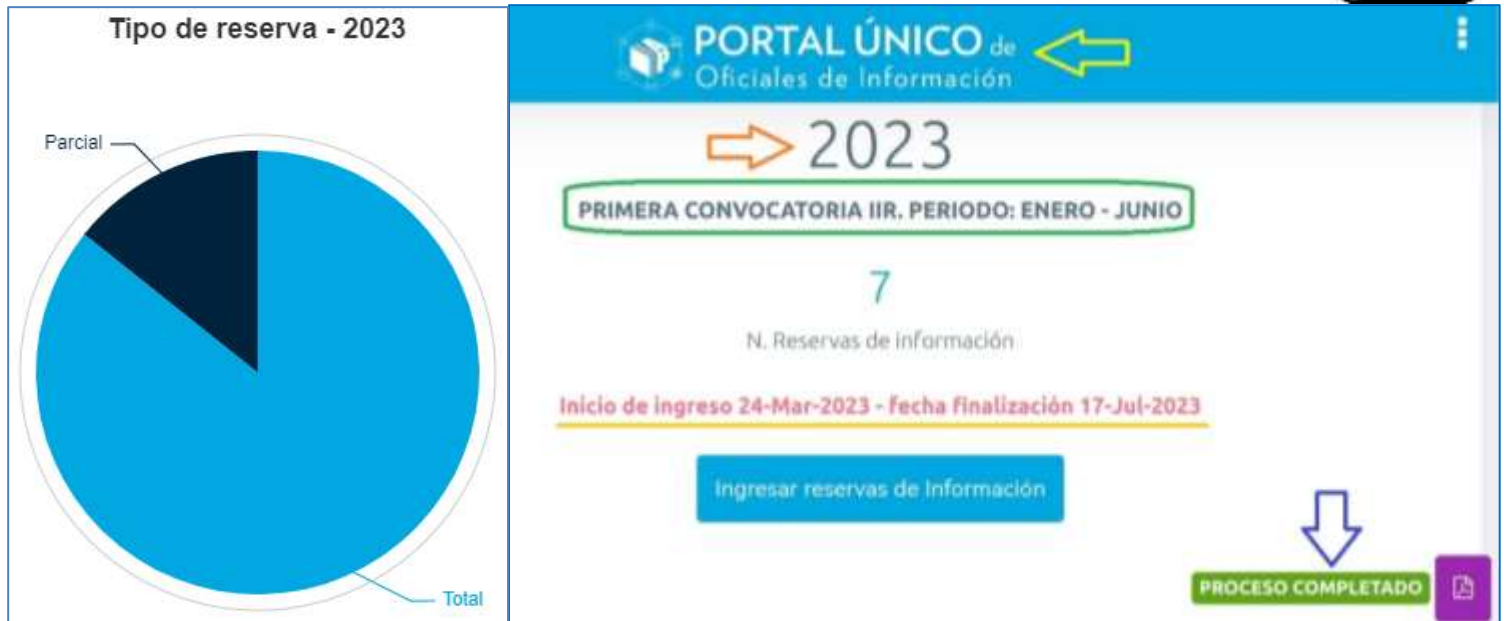 Tipo de reserva - 2023
Parcial
Total
PORTAL ÚNICO de
Oficiales de Información
2023
PRIMERA CONVOCATORIA IIR. PERIODO: ENERO - JUNIO
7
N. Reservas de información
Inicio de ingreso 24-Mar-2023 - fecha finalización 17-Jul-2023
Ingresar reservas de Información
PROCESO COMPLETADO